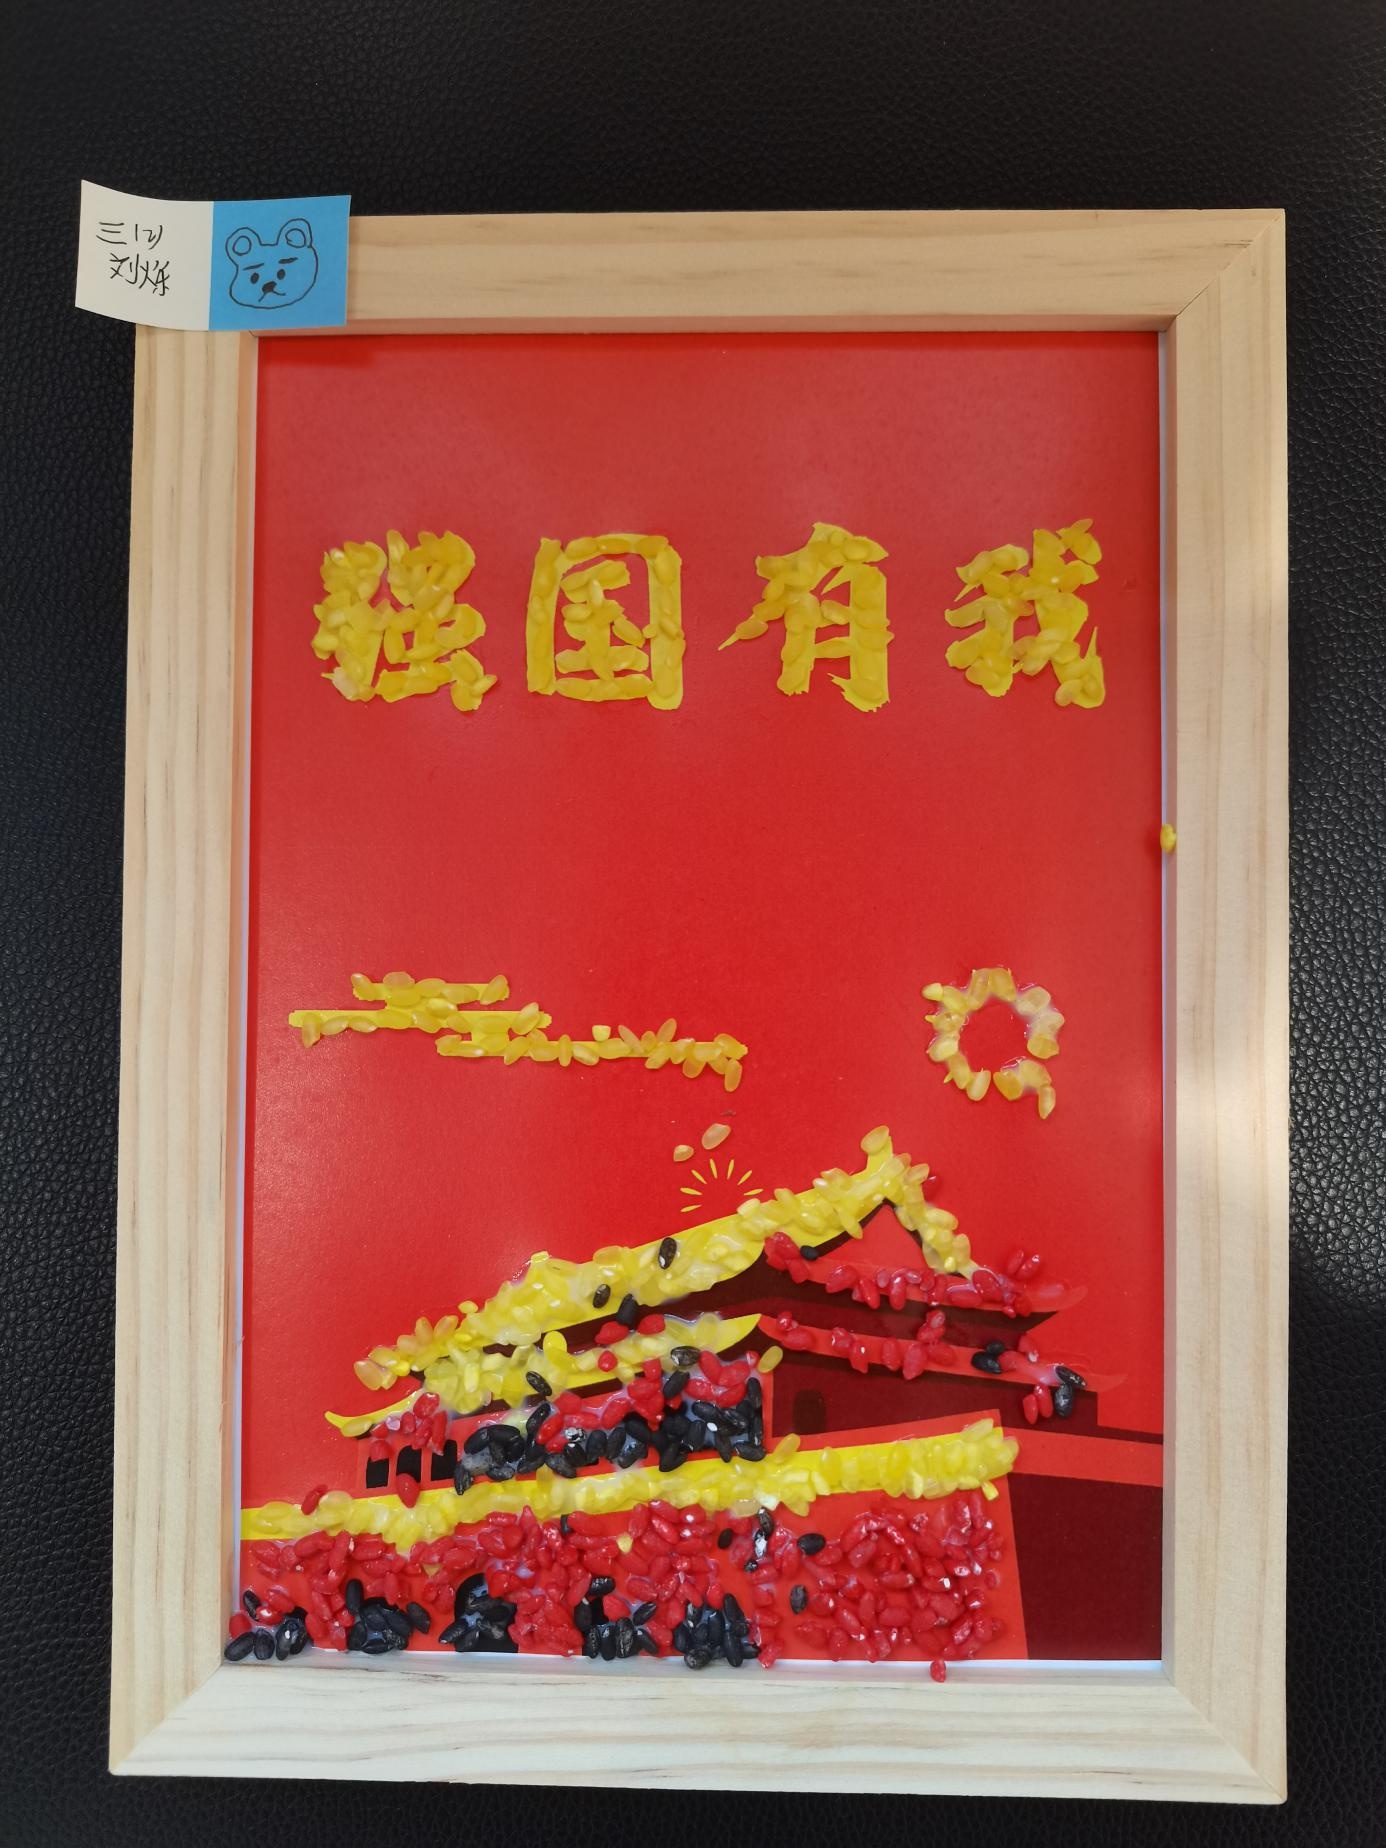 三（2）
刘烁
强国有我